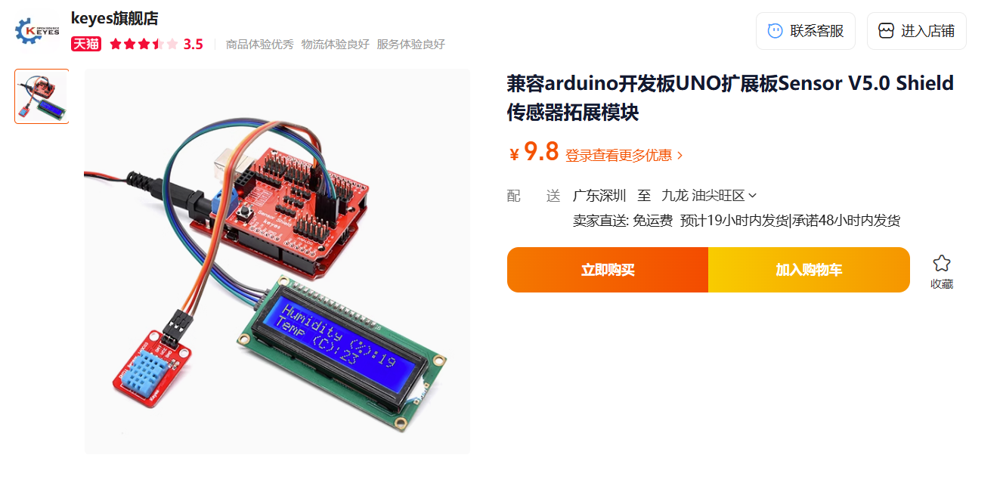 keyes旗舰店
OPEN SOURCE
KEYES
天猫 3.5 商品体验优秀 物流体验良好 服务体验良好
联系客服
进入店铺
兼容arduino开发板UNO扩展板Sensor V5.0 Shield
传感器拓展模块
¥ 9.8 登录查看更多优惠 >
配 送 广东深圳 至 九龙 油尖旺区
卖家直送: 免运费 预计19小时内发货|承诺48小时内发货
立即购买
加入购物车
收藏
Sensor Shield
keyes
Humidity (%):19
Temp (C):23
Keyes